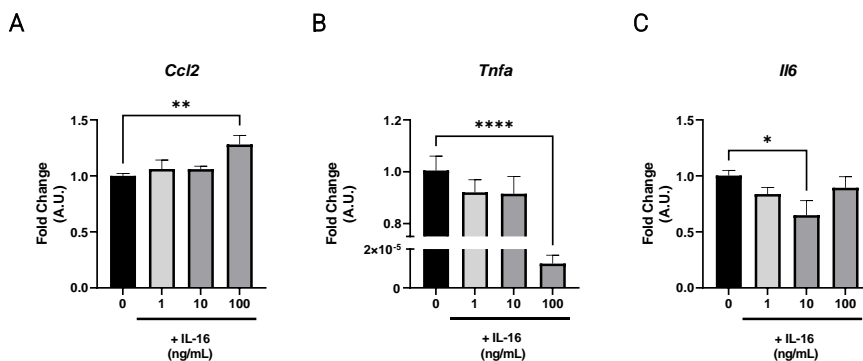 A
Ccl2
**
Fold Change
(A.U.)
1.5
1.0
0.5
0.0
0 1 10 100
+ IL-16
(ng/mL)
B
Tnfa
****
Fold Change
(A.U.)
1.2
1.0
0.8
2×10-5
0
0 1 10 100
+ IL-16
(ng/mL)
C
Il6
*
Fold Change
(A.U.)
1.5
1.0
0.5
0.0
0 1 10 100
+ IL-16
(ng/mL)